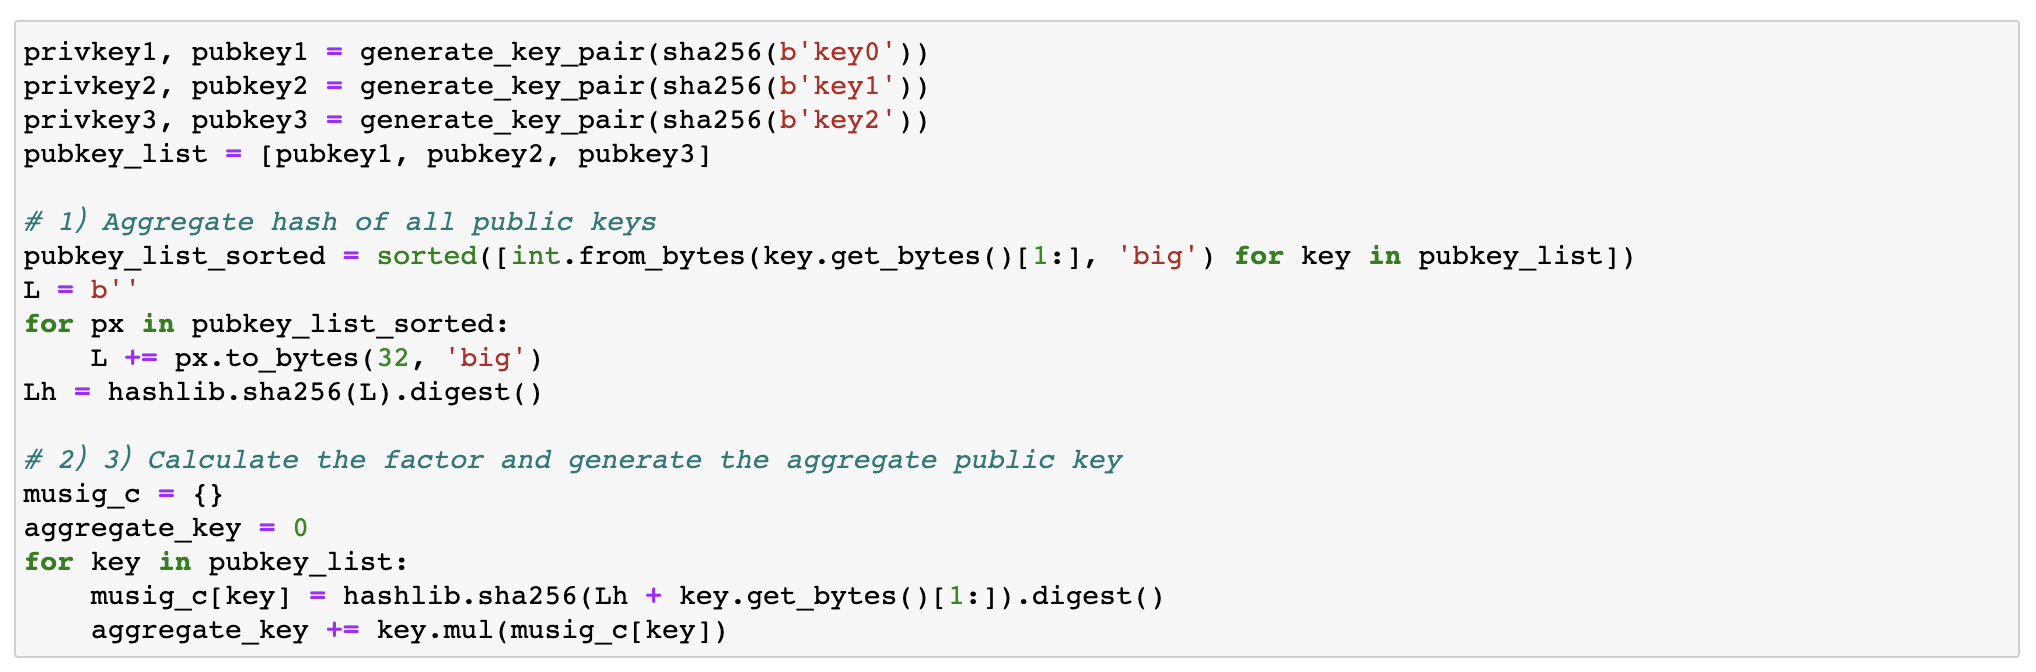 privkey1, pubkey1 = generate_key_pair(sha256(b'key0'))
privkey2, pubkey2 = generate_key_pair(sha256(b'key1'))
privkey3, pubkey3 = generate_key_pair(sha256(b'key2'))
pubkey_list = [pubkey1, pubkey2, pubkey3]

# 1) Aggregate hash of all public keys
pubkey_list_sorted = sorted([int.from_bytes(key.get_bytes()[1:], 'big') for key in pubkey_list])
L = b''
for px in pubkey_list_sorted:
    L += px.to_bytes(32, 'big')
Lh = hashlib.sha256(L).digest()

# 2) 3) Calculate the factor and generate the aggregate public key
musig_c = {}
aggregate_key = 0
for key in pubkey_list:
    musig_c[key] = hashlib.sha256(Lh + key.get_bytes()[1:]).digest()
    aggregate_key += key.mul(musig_c[key])